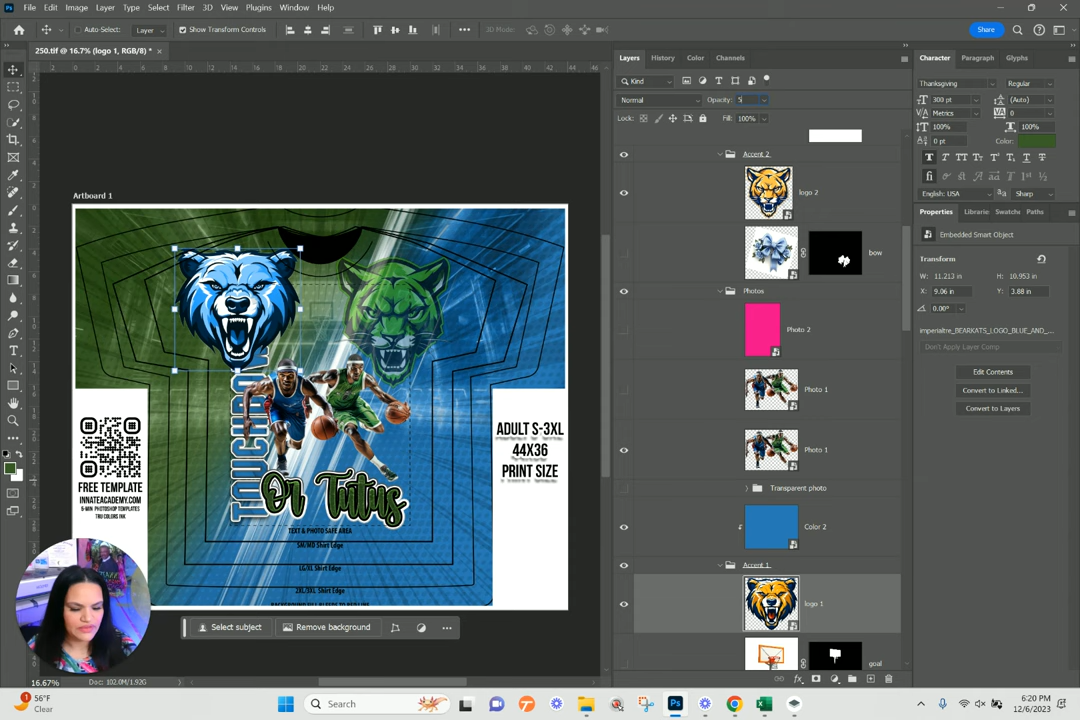 File Edit Image Layer Type Select Filter 3D View Plugins Window Help
Auto-Select: Layer Show Transform Controls 3D Mode: Share
250.tif @ 16.7% (logo 1, RGB/8) *
Layers History Color Channels
Kind
Normal Opacity: 5
Lock: Fill: 100%
Accent 2
logo 2
bow
Photos
Photo 2
Photo 1
Photo 1
Transparent photo
Color 2
Accent 1
logo 1
goal
Character Paragraph Glyphs
Thanksgiving Regular
300 pt (Auto)
Metrics 0
100% 100%
0 pt Color:
English: USA Sharp
Properties Libraries Swatches Paths
Embedded Smart Object
Transform
W: 11.213 in H: 10.953 in
X: 9.06 in Y: 3.88 in
0.00°
imperialtre_BEARKATS_LOGO_BLUE_AND_...
Don't Apply Layer Comp
Edit Contents
Convert to Linked...
Convert to Layers
Artboard 1
TOUCHDOWN
Or Tutus
FREE TEMPLATE
INNATEACADEMY.COM
6-MIN PHOTOSHOP TEMPLATES
TRU COLORS INK
ADULT S-3XL
44X36
PRINT SIZE
TEXT & PHOTO SAFE AREA
SM/MD Shirt Edge
LG/XL Shirt Edge
2XL/3XL Shirt Edge
Select subject Remove background
16.67% Doc: 102.0M/1.92G
56°F
Clear
Search
6:20 PM
12/6/2023